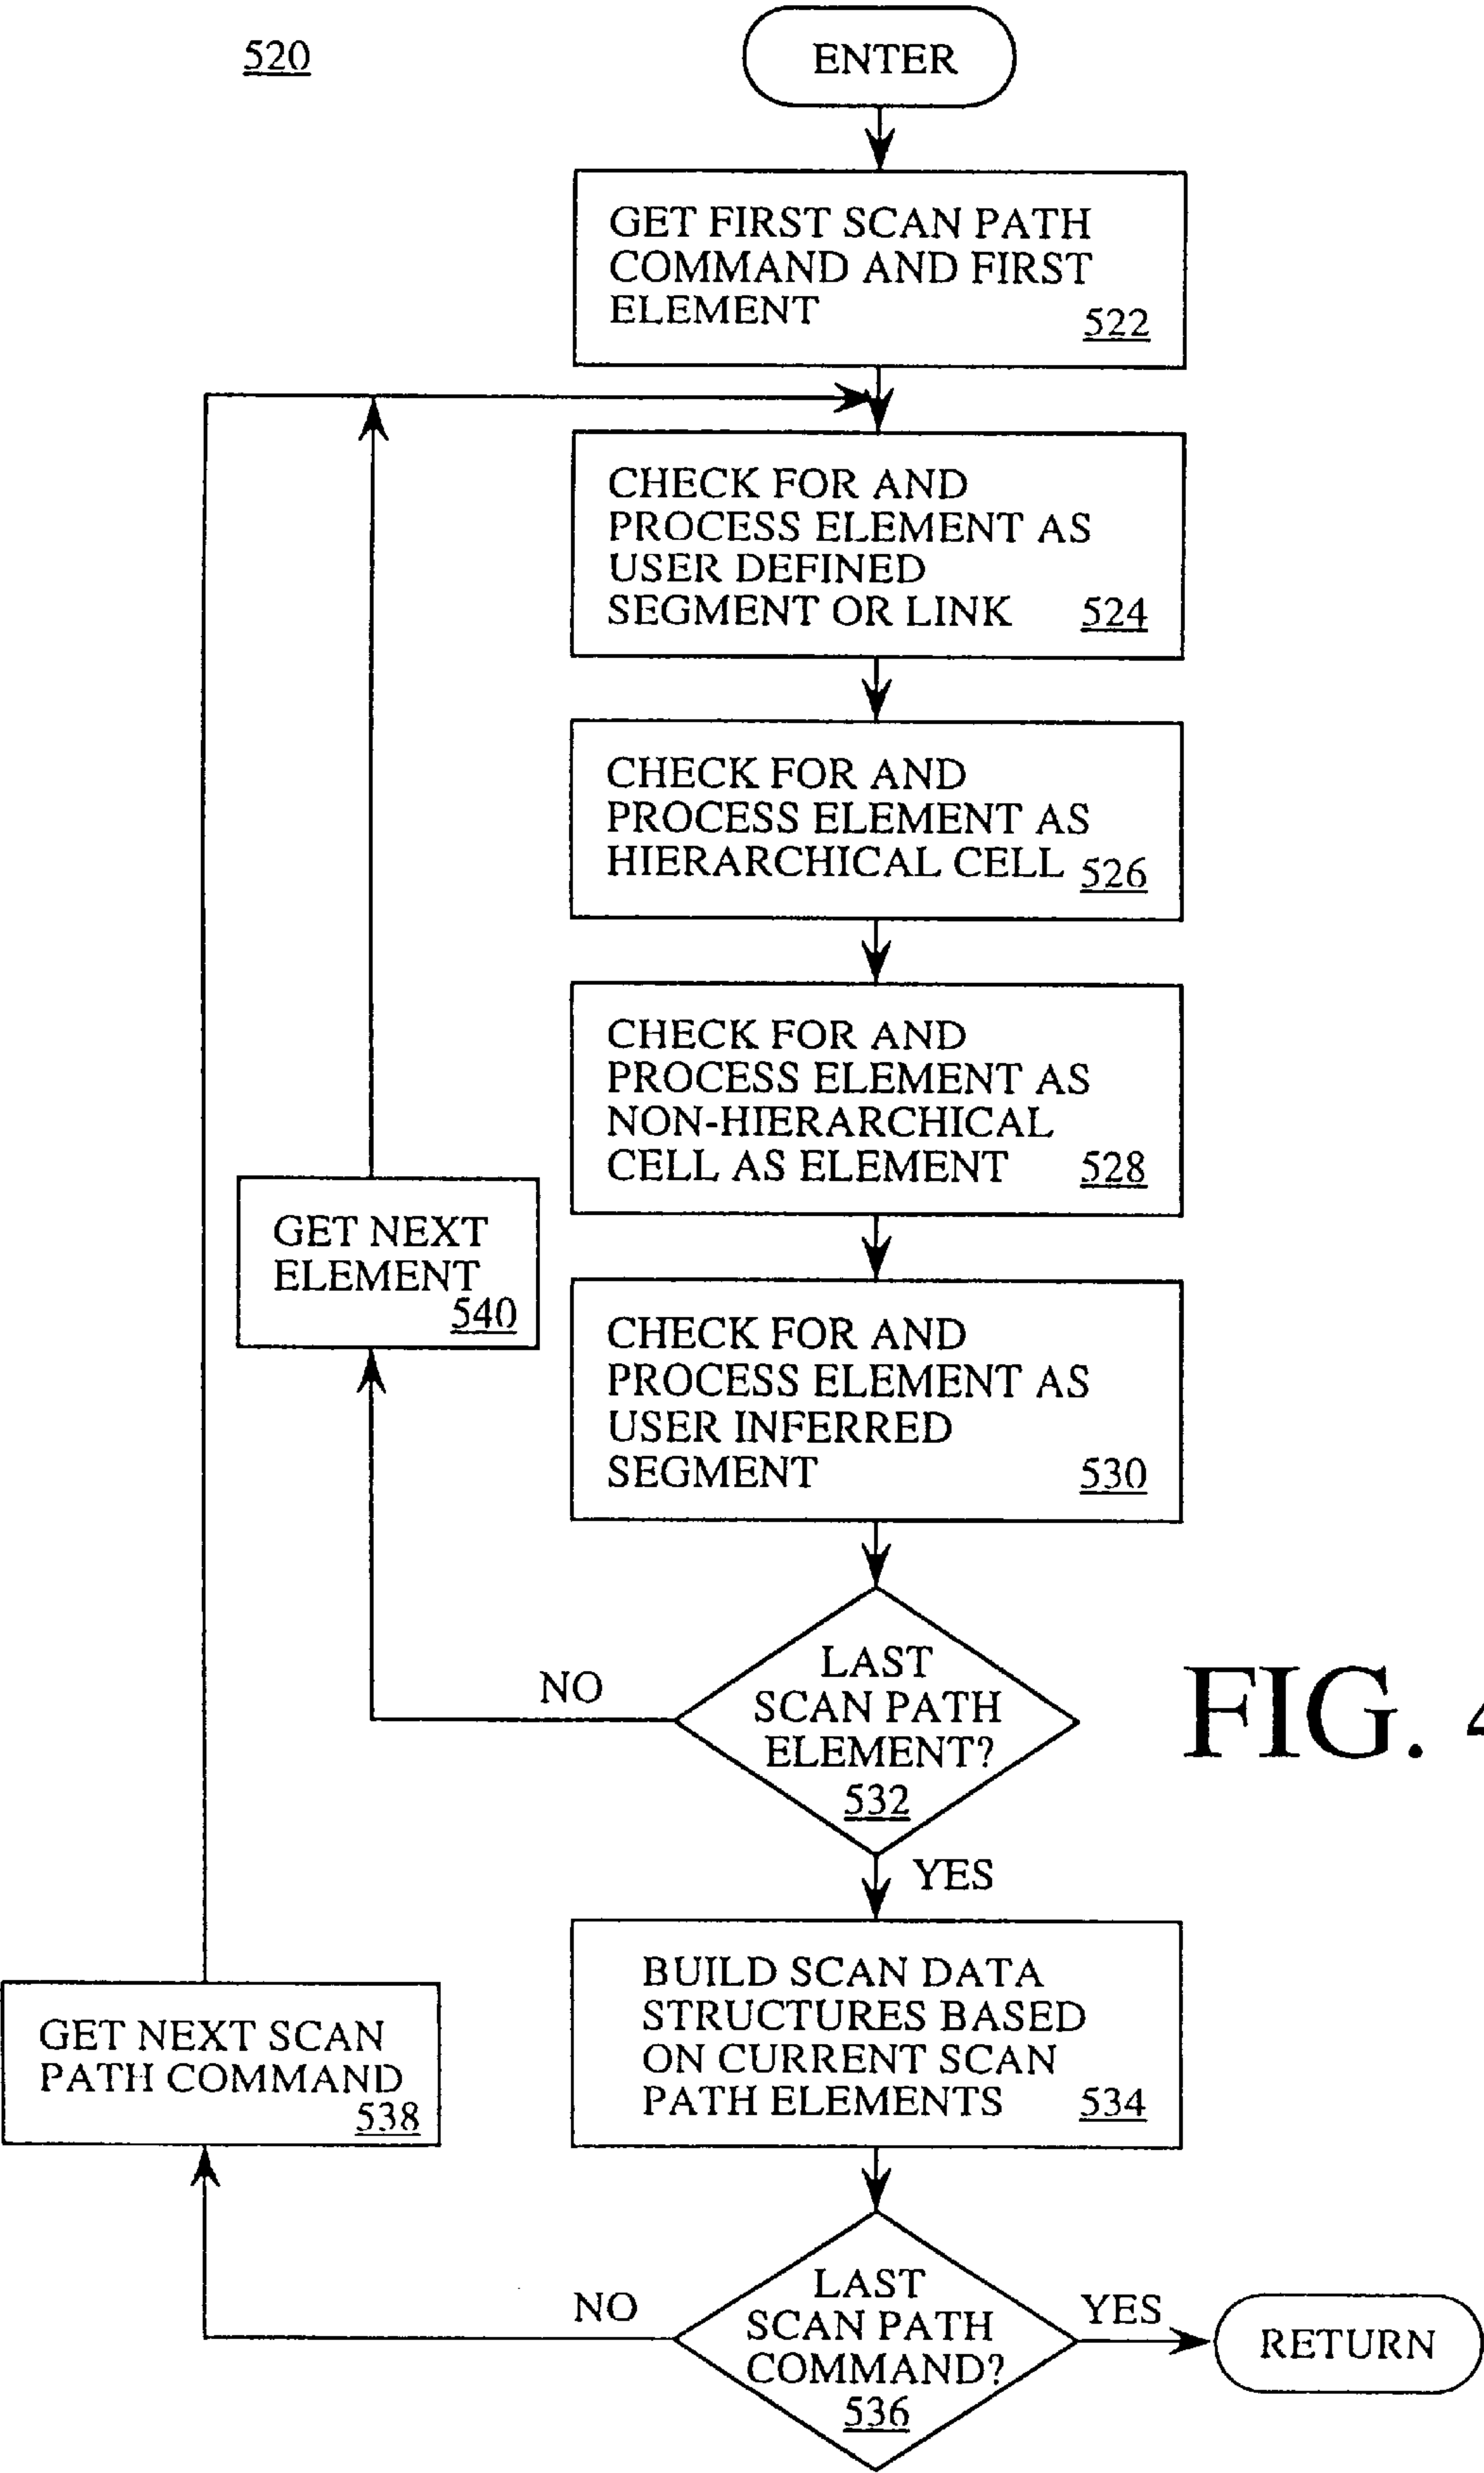 520
ENTER
GET FIRST SCAN PATH
COMMAND AND FIRST
ELEMENT
522
CHECK FOR AND
PROCESS ELEMENT AS
USER DEFINED
SEGMENT OR LINK
524
CHECK FOR AND
PROCESS ELEMENT AS
HIERARCHICAL CELL
526
CHECK FOR AND
PROCESS ELEMENT AS
NON-HIERARCHICAL
CELL AS ELEMENT
528
GET NEXT
ELEMENT
540
CHECK FOR AND
PROCESS ELEMENT AS
USER INFERRED
SEGMENT
530
LAST
SCAN PATH
ELEMENT?
532
NO
FIG. 4
YES
BUILD SCAN DATA
STRUCTURES BASED
ON CURRENT SCAN
PATH ELEMENTS
534
GET NEXT SCAN
PATH COMMAND
538
LAST
SCAN PATH
COMMAND?
536
NO
YES
RETURN